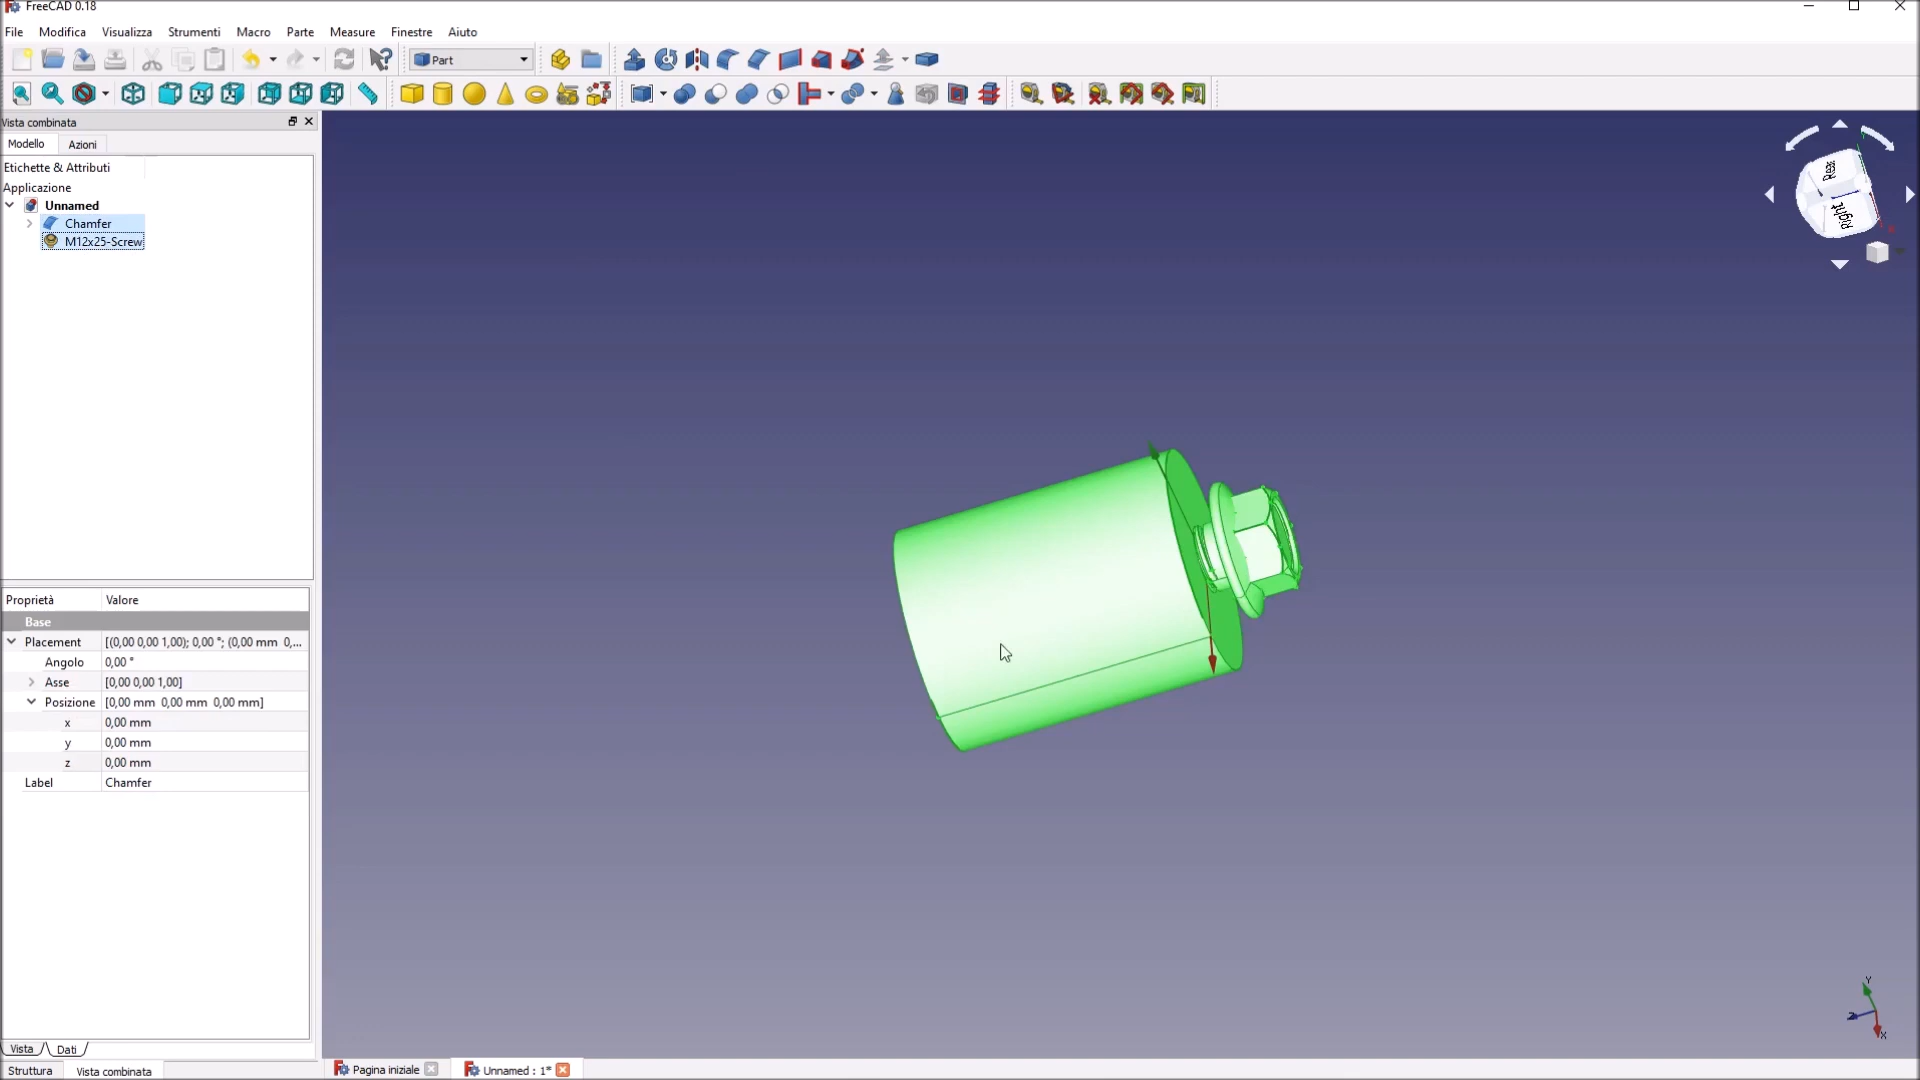 FreeCAD 0.18
File Modifica Visualizza Strumenti Macro Parte Measure Finestre Aiuto
Part
Vista combinata
Modello Azioni
Etichette & Attributi
Applicazione
Unnamed
Chamfer
M12x25-Screw
Proprietà Valore
Base
Placement [(0,00 0,00 1,00); 0,00 °; (0,00 mm 0,...
Angolo 0,00 °
Asse [0,00 0,00 1,00]
Posizione [0,00 mm 0,00 mm 0,00 mm]
x 0,00 mm
y 0,00 mm
z 0,00 mm
Label Chamfer
Vista Dati
Struttura Vista combinata
Pagina iniziale Unnamed : 1*
Rear
Right
Y
Z
X